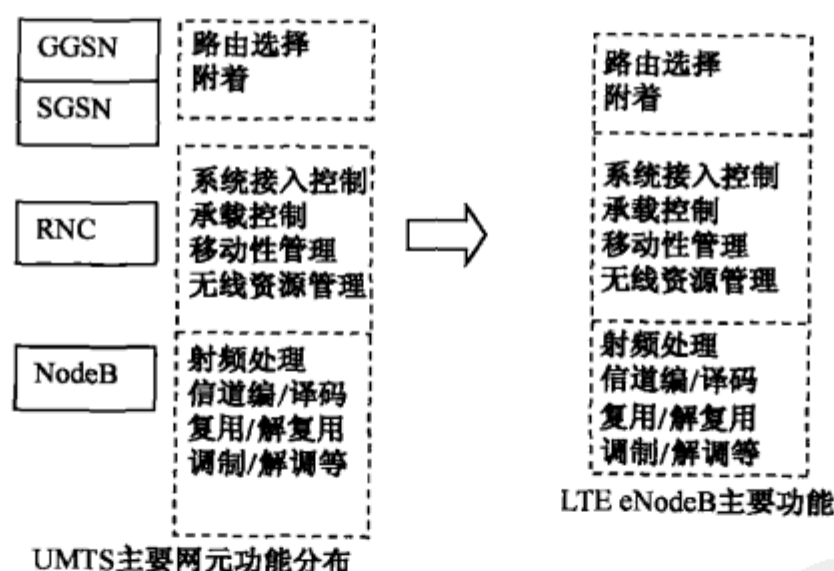 GGSN
SGSN
RNC
NodeB
路由选择
附着
系统接入控制
承载控制
移动性管理
无线资源管理
射频处理
信道编/译码
复用/解复用
调制/解调等
UMTS主要网元功能分布
路由选择
附着
系统接入控制
承载控制
移动性管理
无线资源管理
射频处理
信道编/译码
复用/解复用
调制/解调等
LTE eNodeB主要功能